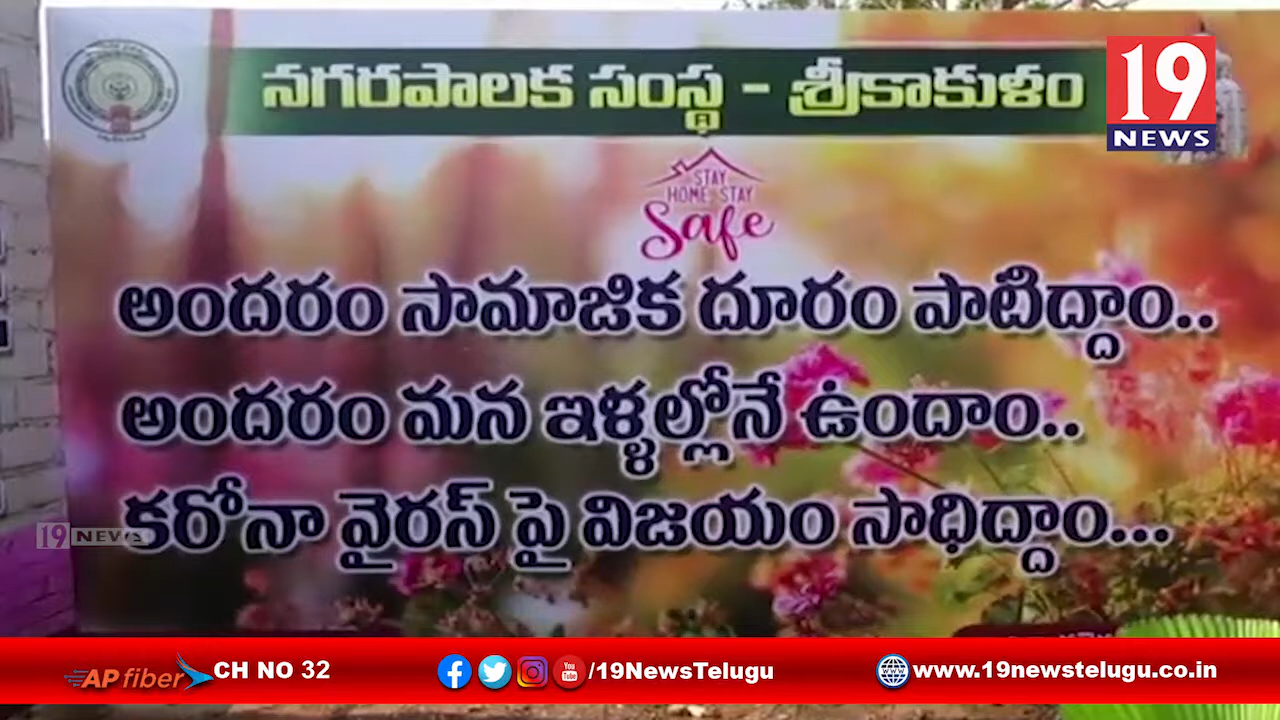 నగరపాలక సంస్థ - శ్రీకాకుళం
19
NEWS
STAY
HOME STAY
Safe
అందరం సామాజిక దూరం పాటిద్దాం..
అందరం మన ఇళ్ళల్లోనే ఉందాం..
కరోనా వైరస్ పై విజయం సాధిద్దాం...
19 NEWS
AP fiber CH NO 32 /19NewsTelugu www.19newstelugu.co.in